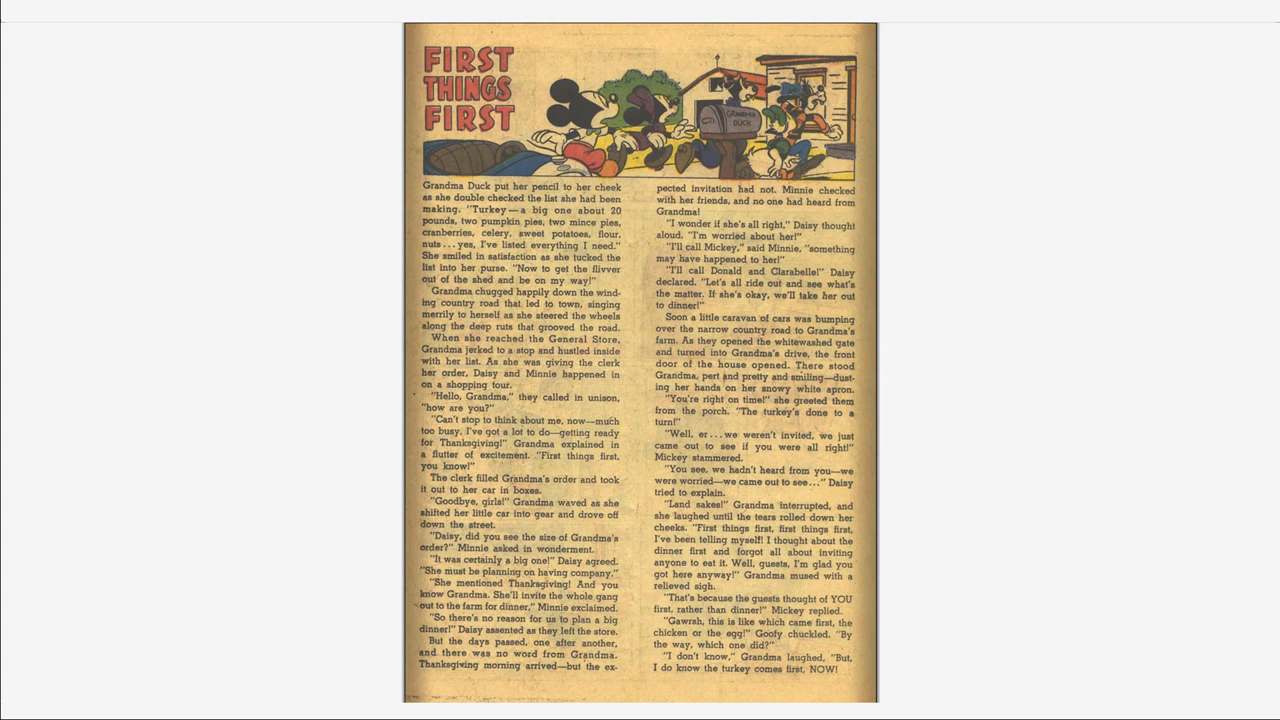 FIRST
THINGS
FIRST
GRANDMA
DUCK
Grandma Duck put her pencil to her cheek
as she double checked the list she had been
making. "Turkey—a big one about 20
pounds, two pumpkin pies, two mince pies,
cranberries, celery, sweet potatoes, flour,
nuts...yes, I've listed everything I need."
She smiled in satisfaction as she tucked the
list into her purse. "Now to get the flivver
out of the shed and be on my way!"
Grandma chugged happily down the wind-
ing country road that led to town, singing
merrily to herself as she steered the wheels
along the deep ruts that grooved the road.
When she reached the General Store,
Grandma jerked to a stop and hustled inside
with her list. As she was giving the clerk
her order, Daisy and Minnie happened in
on a shopping tour.
"Hello, Grandma," they called in unison,
"how are you?"
"Can't stop to think about me, now—much
too busy. I've got a lot to do—getting ready
for Thanksgiving!" Grandma explained in
a flutter of excitement. "First things first,
you know!"
The clerk filled Grandma's order and took
it out to her car in boxes.
"Goodbye, girls!" Grandma waved as she
shifted her little car into gear and drove off
down the street.
"Daisy, did you see the size of Grandma's
order?" Minnie asked in wonderment.
"It was certainly a big one!" Daisy agreed.
"She must be planning on having company."
"She mentioned Thanksgiving! And you
know Grandma. She'll invite the whole gang
out to the farm for dinner," Minnie exclaimed.
"So there's no reason for us to plan a big
dinner!" Daisy assented as they left the store.
But the days passed, one after another,
and there was no word from Grandma.
Thanksgiving morning arrived—but the ex-
pected invitation had not. Minnie checked
with her friends, and no one had heard from
Grandma!
"I wonder if she's all right," Daisy thought
aloud. "I'm worried about her!"
"I'll call Mickey," said Minnie, "something
may have happened to her!"
"I'll call Donald and Clarabelle!" Daisy
declared. "Let's all ride out and see what's
the matter. If she's okay, we'll take her out
to dinner!"
Soon a little caravan of cars was bumping
over the narrow country road to Grandma's
farm. As they opened the whitewashed gate
and turned into Grandma's drive, the front
door of the house opened. There stood
Grandma, pert and pretty and smiling—dust-
ing her hands on her snowy white apron.
"You're right on time!" she greeted them
from the porch. "The turkey's done to a
turn!"
"Well, er...we weren't invited, we just
came out to see if you were all right!"
Mickey stammered.
"You see, we hadn't heard from you—we
were worried—we came out to see..." Daisy
tried to explain.
"Land sakes!" Grandma interrupted, and
she laughed until the tears rolled down her
cheeks. "First things first, first things first,
I've been telling myself! I thought about the
dinner first and forgot all about inviting
anyone to eat it. Well, guests, I'm glad you
got here anyway!" Grandma mused with a
relieved sigh.
"That's because the guests thought of YOU
first, rather than dinner!" Mickey replied.
"Gawrsh, this is like which came first, the
chicken or the egg!" Goofy chuckled. "By
the way, which one did?"
"I don't know," Grandma laughed, "But,
I do know the turkey comes first, NOW!